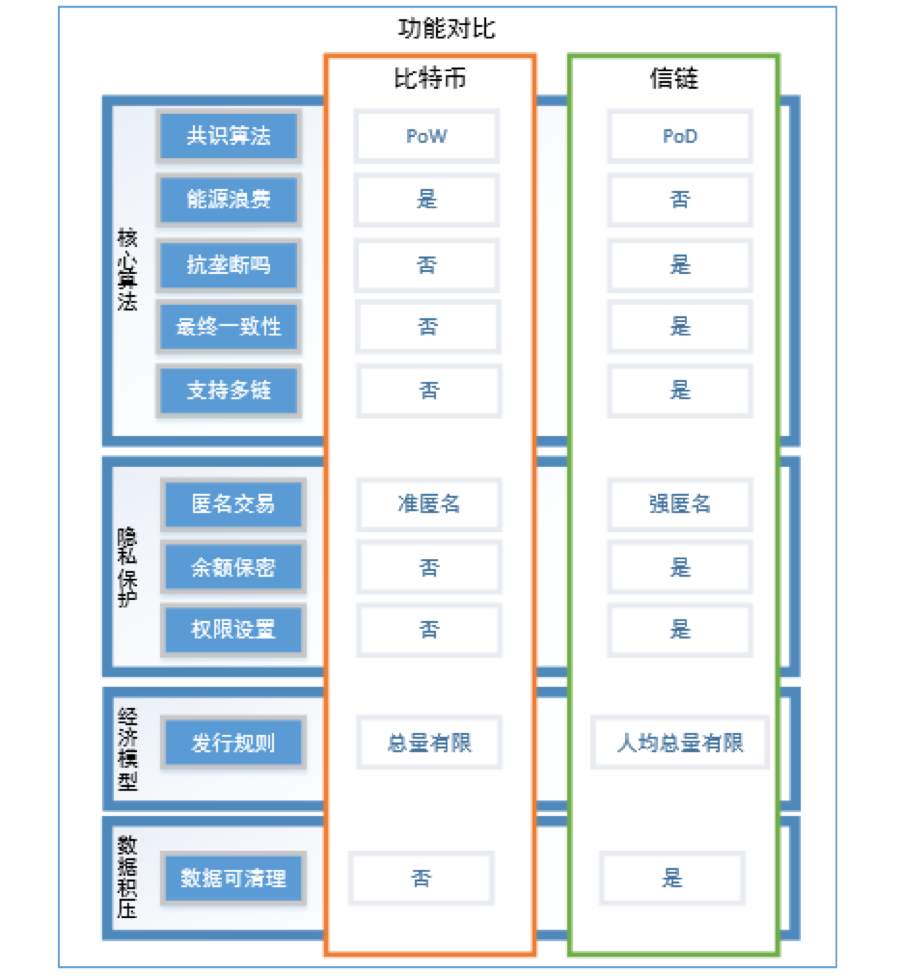 功能对比
比特币 信链
核心算法
共识算法 PoW PoD
能源浪费 是 否
抗垄断吗 否 是
最终一致性 否 是
支持多链 否 是
隐私保护
匿名交易 准匿名 强匿名
余额保密 否 是
权限设置 否 是
经济模型
发行规则 总量有限 人均总量有限
数据积压
数据可清理 否 是